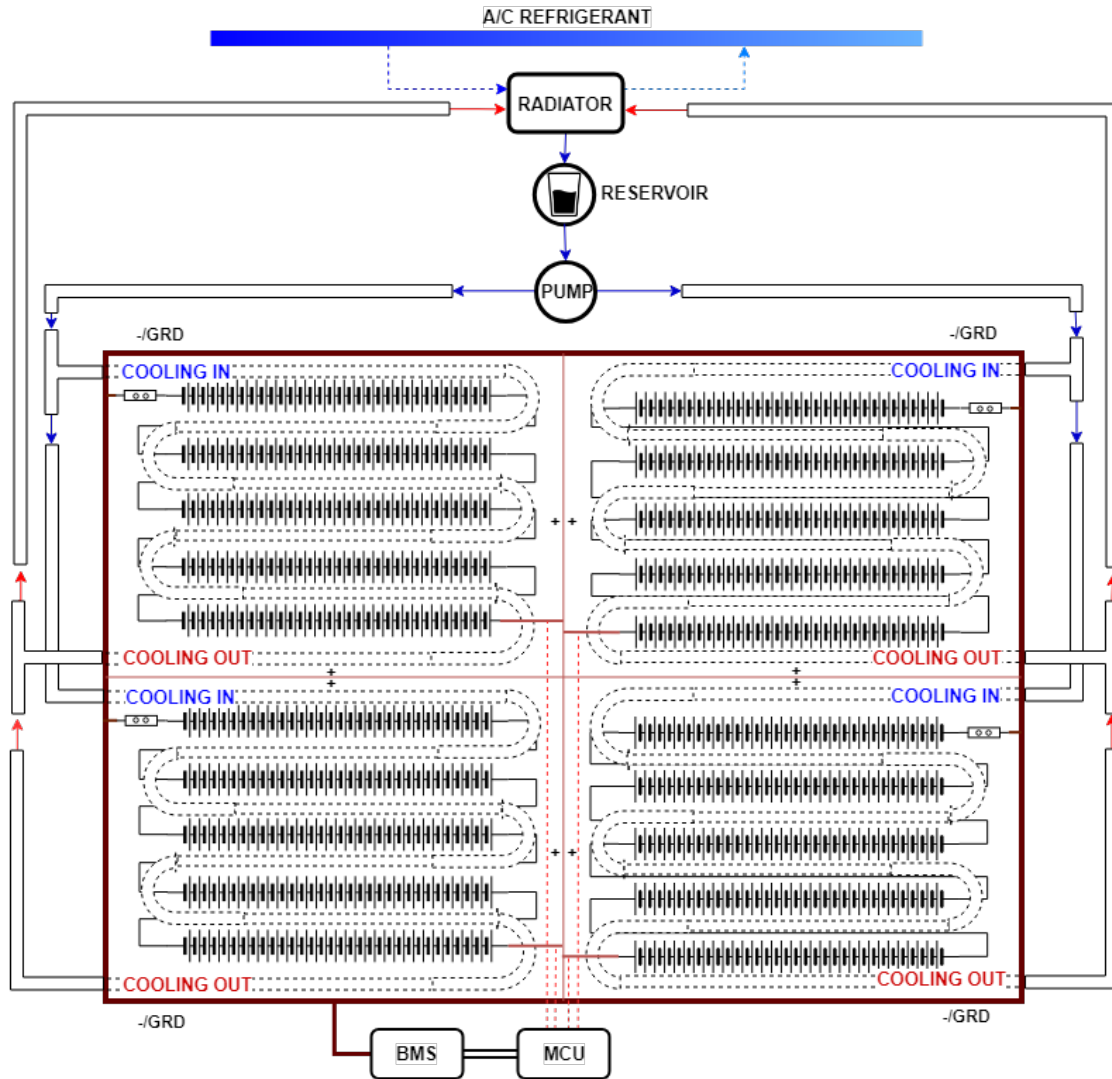 A/C REFRIGERANT
RADIATOR
RESERVOIR
PUMP
-/GRD
-/GRD
COOLING IN
COOLING IN
+ +
COOLING OUT
COOLING OUT
+
+
+
+
COOLING IN
COOLING IN
+ +
COOLING OUT
COOLING OUT
-/GRD
-/GRD
BMS
MCU